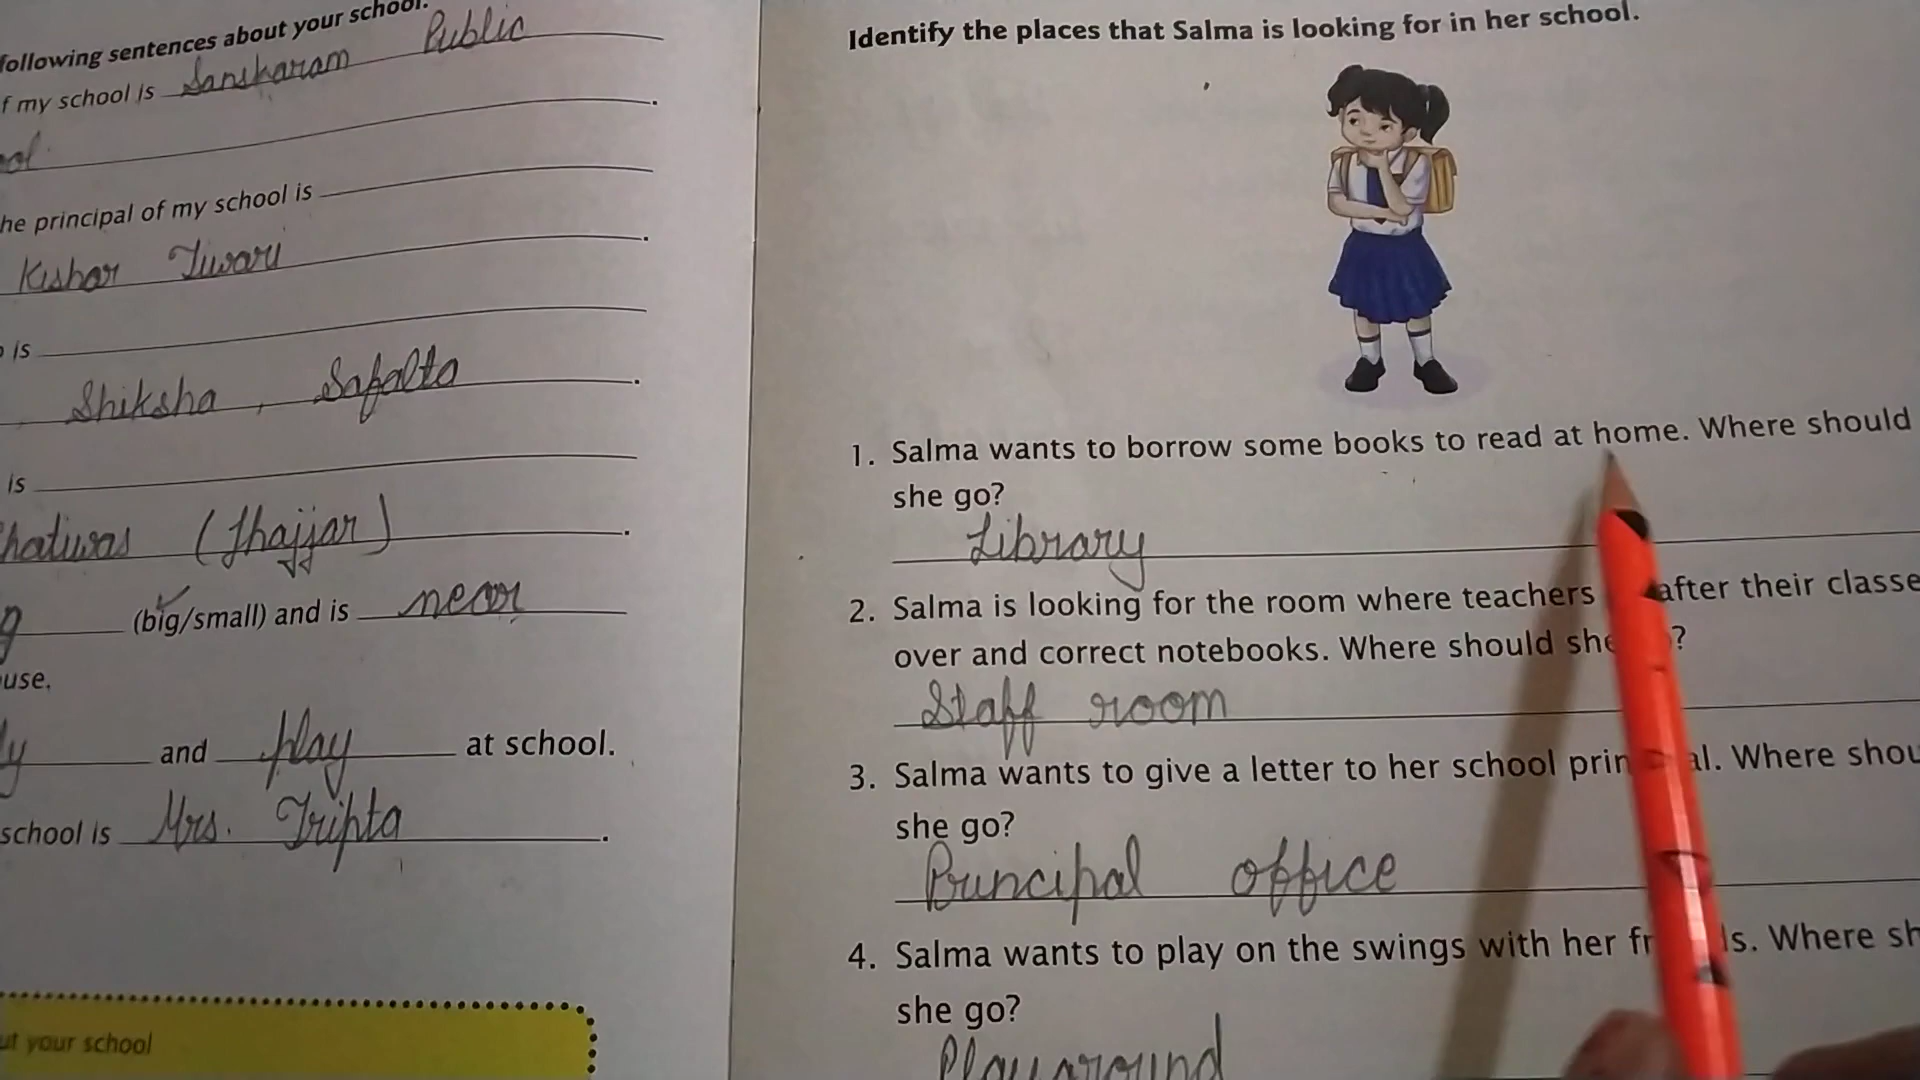 following sentences about your school.
f my school is Sanskaram Public
ol
he principal of my school is
Kishor Tiwari
is
Shiksha , Safalta
is
hatiwas (Jhajjar)
g (big/small) and is near
use.
y and play at school.
school is Mrs. Tripta .
ut your school
Identify the places that Salma is looking for in her school.
1. Salma wants to borrow some books to read at home. Where should
she go?
Library
2. Salma is looking for the room where teachers after their classe
over and correct notebooks. Where should she ?
Staff room
3. Salma wants to give a letter to her school prin al. Where shou
she go?
Principal office
4. Salma wants to play on the swings with her fr ls. Where sh
she go?
Playground